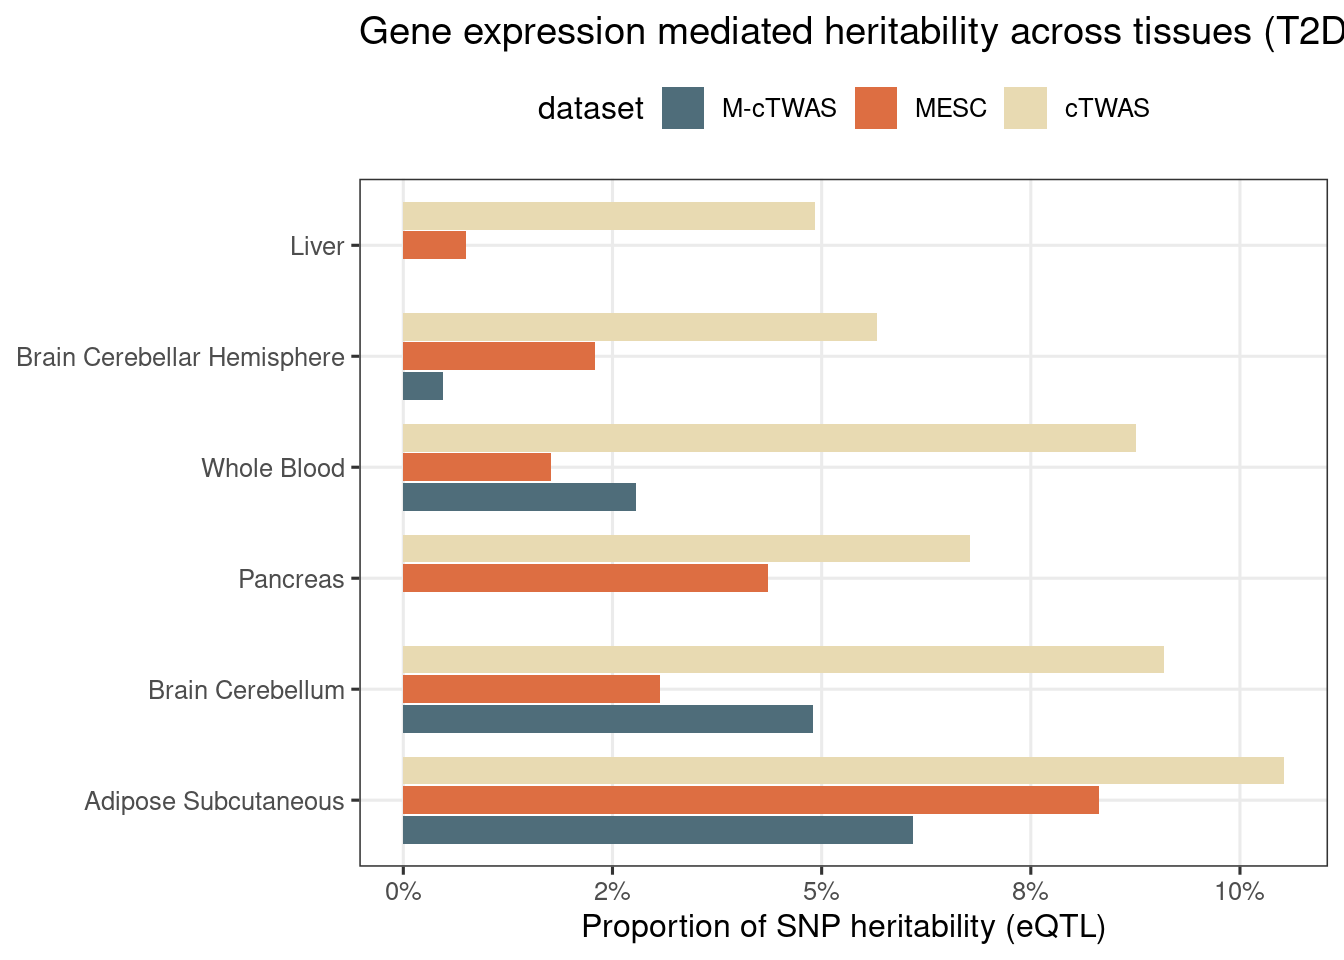 Gene expression mediated heritability across tissues (T2D
dataset M-cTWAS MESC cTWAS
Liver
Brain Cerebellar Hemisphere
Whole Blood
Pancreas
Brain Cerebellum
Adipose Subcutaneous
0% 2% 5% 8% 10%
Proportion of SNP heritability (eQTL)